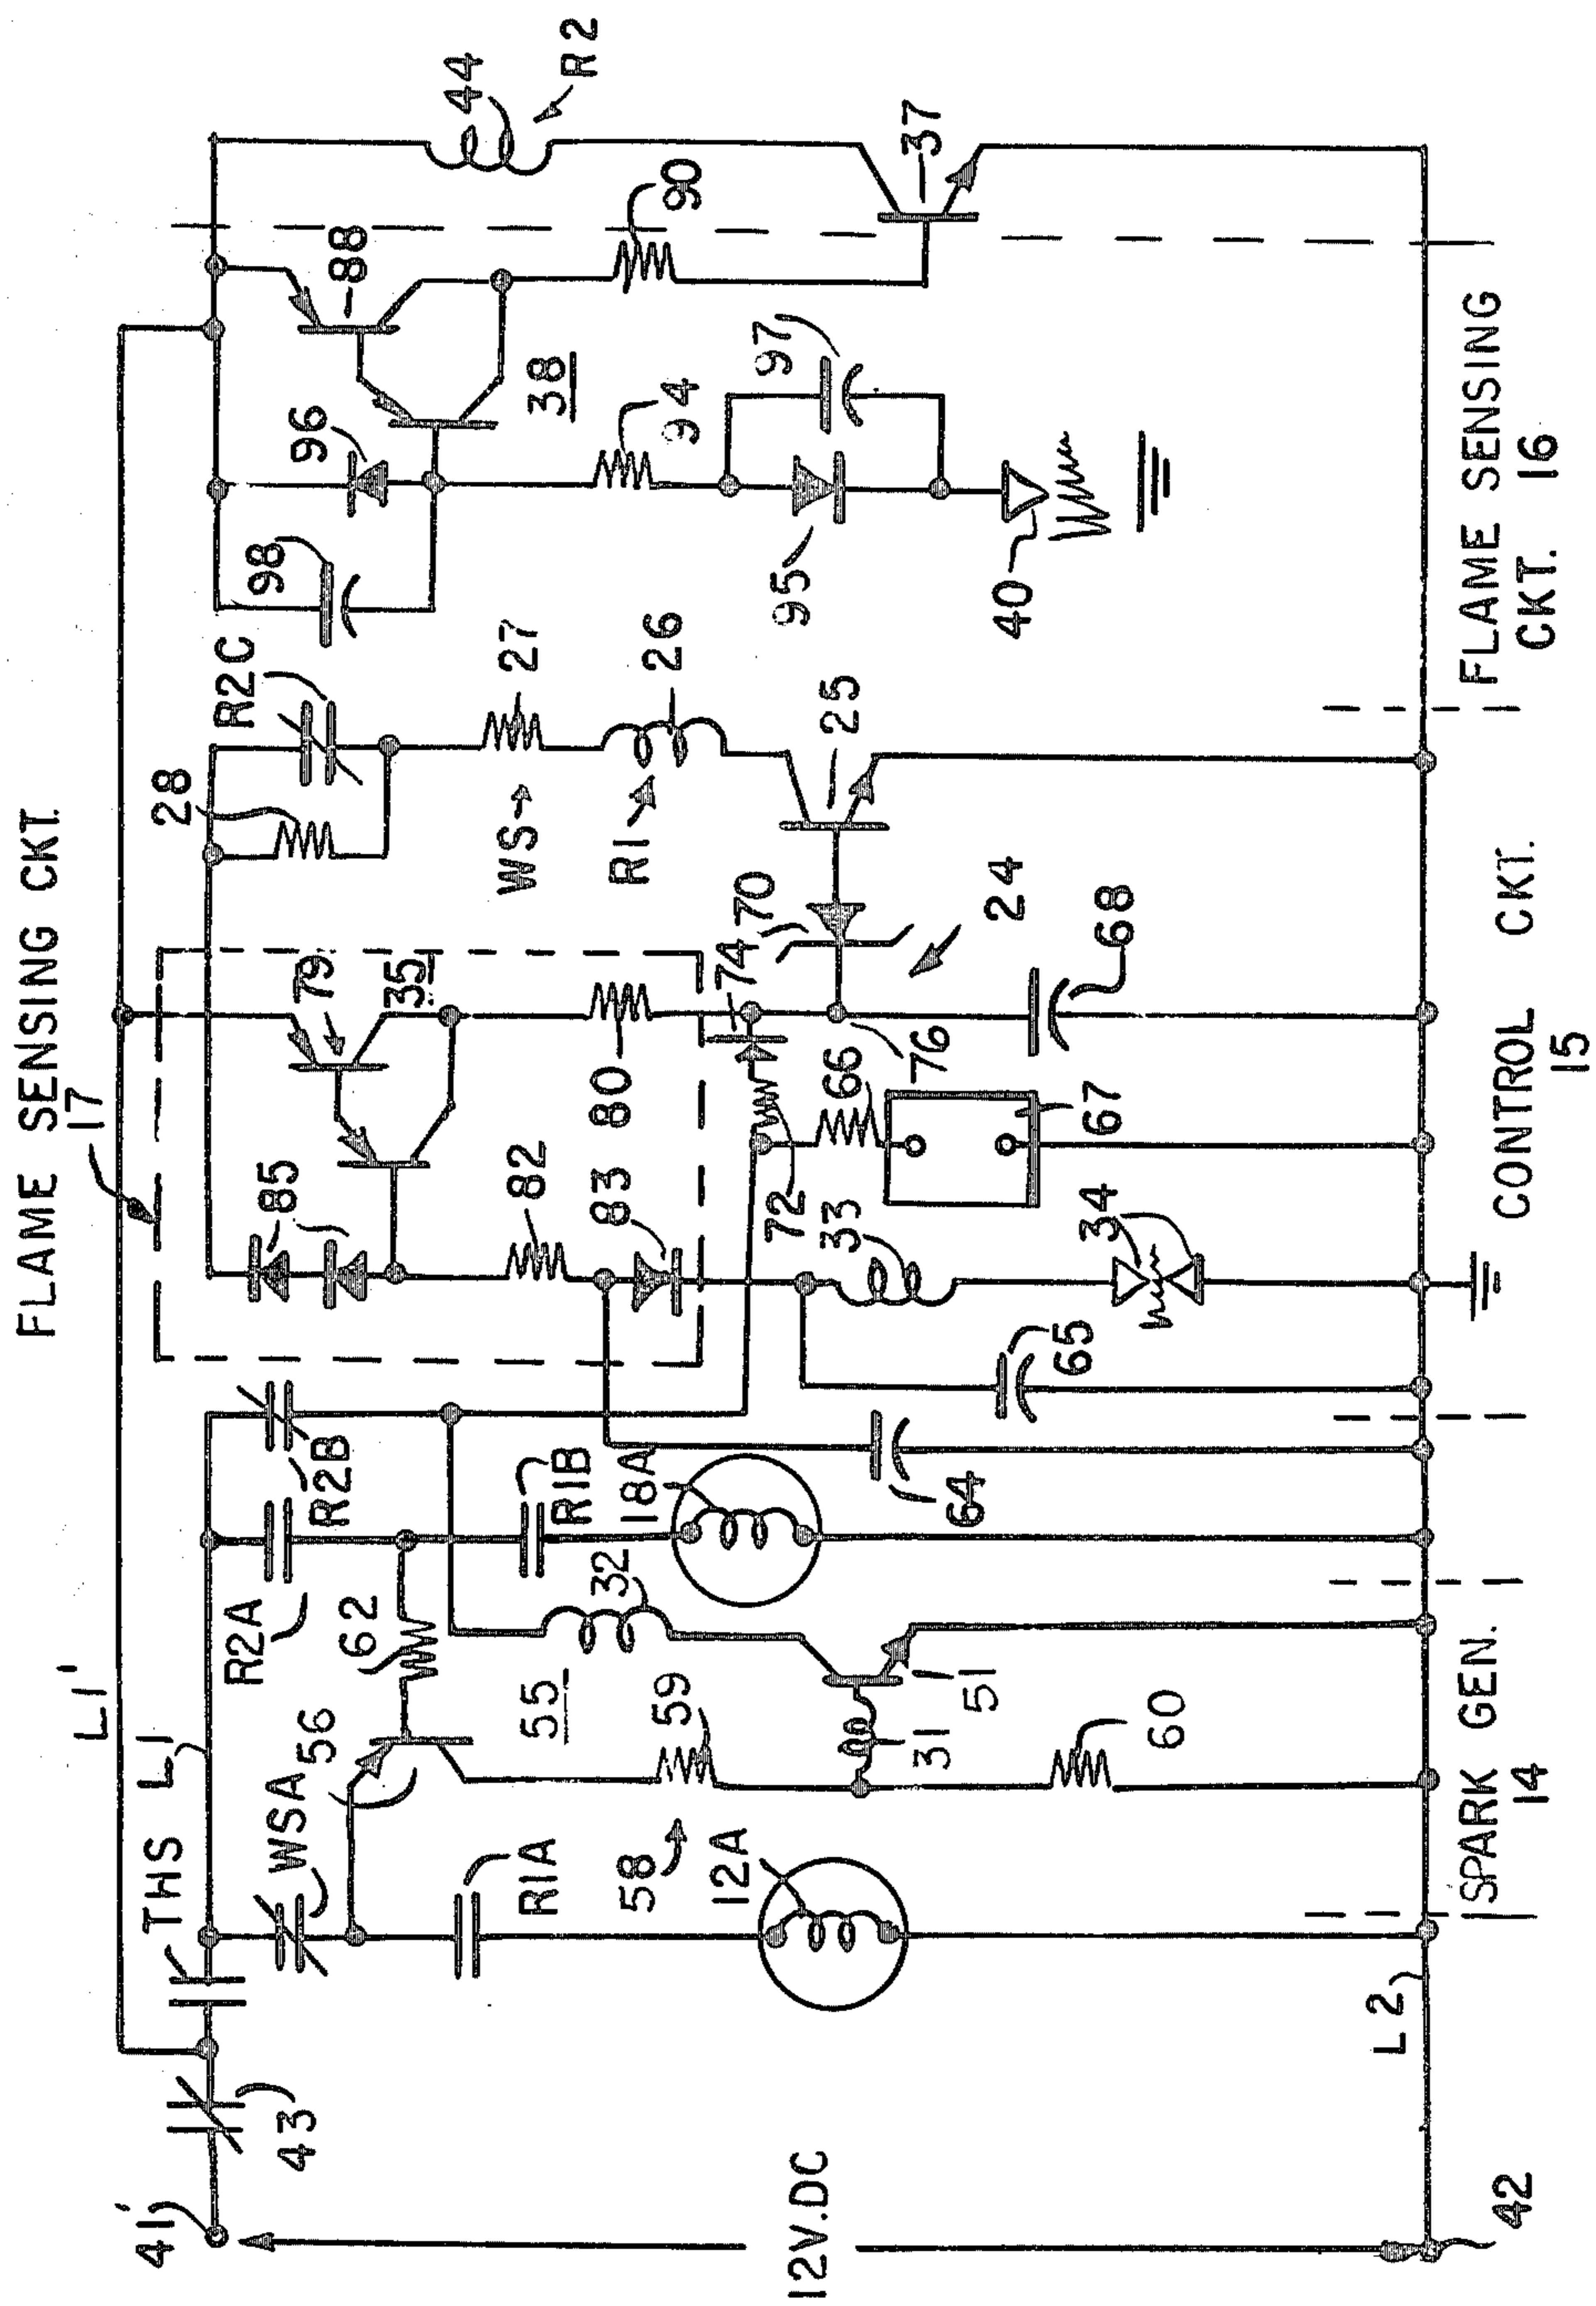 FLAME SENSING CKT.
17
L1'
L1
41'
43
THS
WSA
56
R2A
R2B
62
R1B
R1A
55
32
18A
58
59
12A
31
51
60
64
65
85
79
35
82
80
83
74
70
72
66
76
24
33
67
68
34
28
R2C
WS
27
R1
26
25
98
96
88
38
94
90
97
95
40
44
R2
37
12V.DC
L2
42
SPARK GEN.
14
CONTROL CKT.
15
FLAME SENSING
CKT. 16